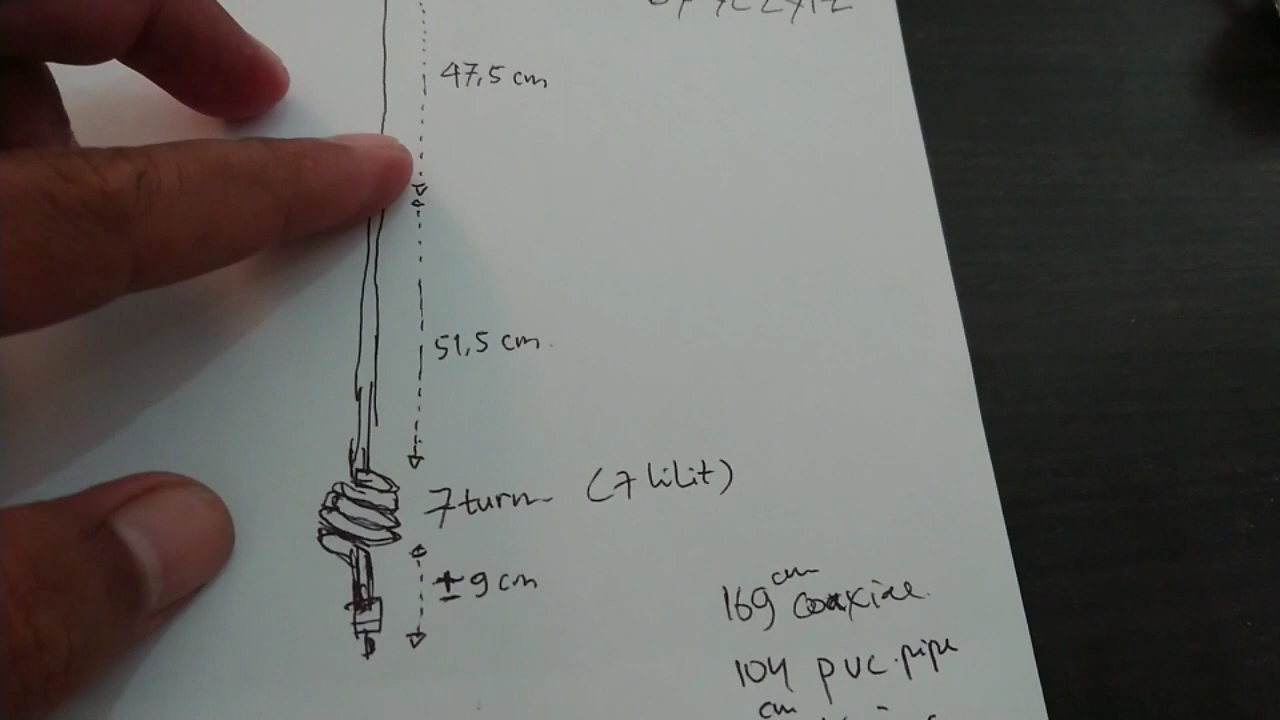 47,5 cm
51,5 cm.
7 turn (7 lilit)
± 9 cm
169 cm coaxial
104 cm pvc. pipe